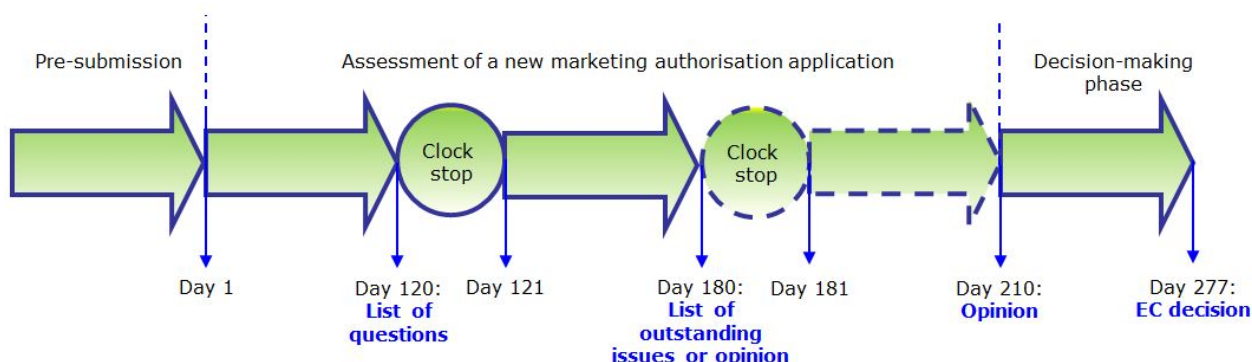 Pre-submission
Assessment of a new marketing authorisation application
Decision-making
phase
Clock
stop
Clock
stop
Day 1
Day 120:
List of
questions
Day 121
Day 180:
List of
outstanding
issues or opinion
Day 181
Day 210:
Opinion
Day 277:
EC decision